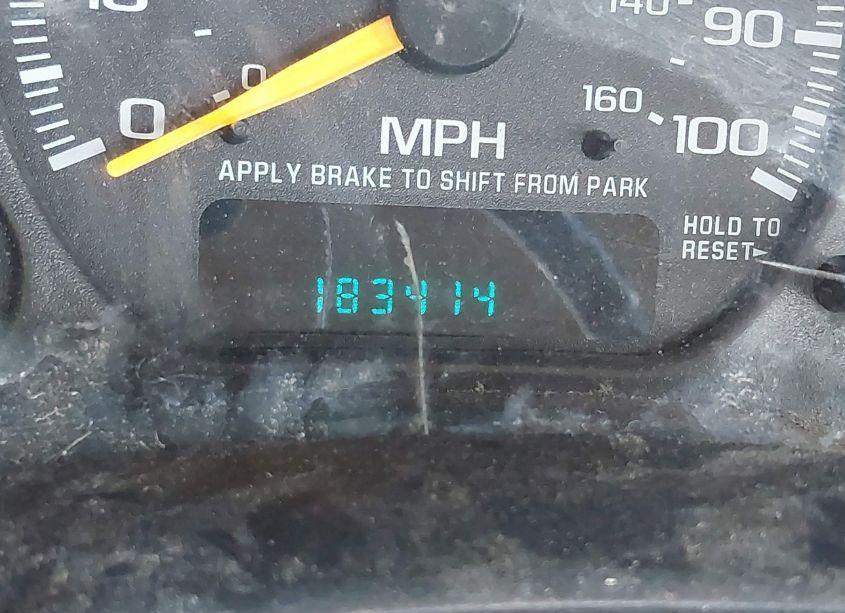 140
90
0
0
160
100
MPH
APPLY BRAKE TO SHIFT FROM PARK
HOLD TO
RESET
183414